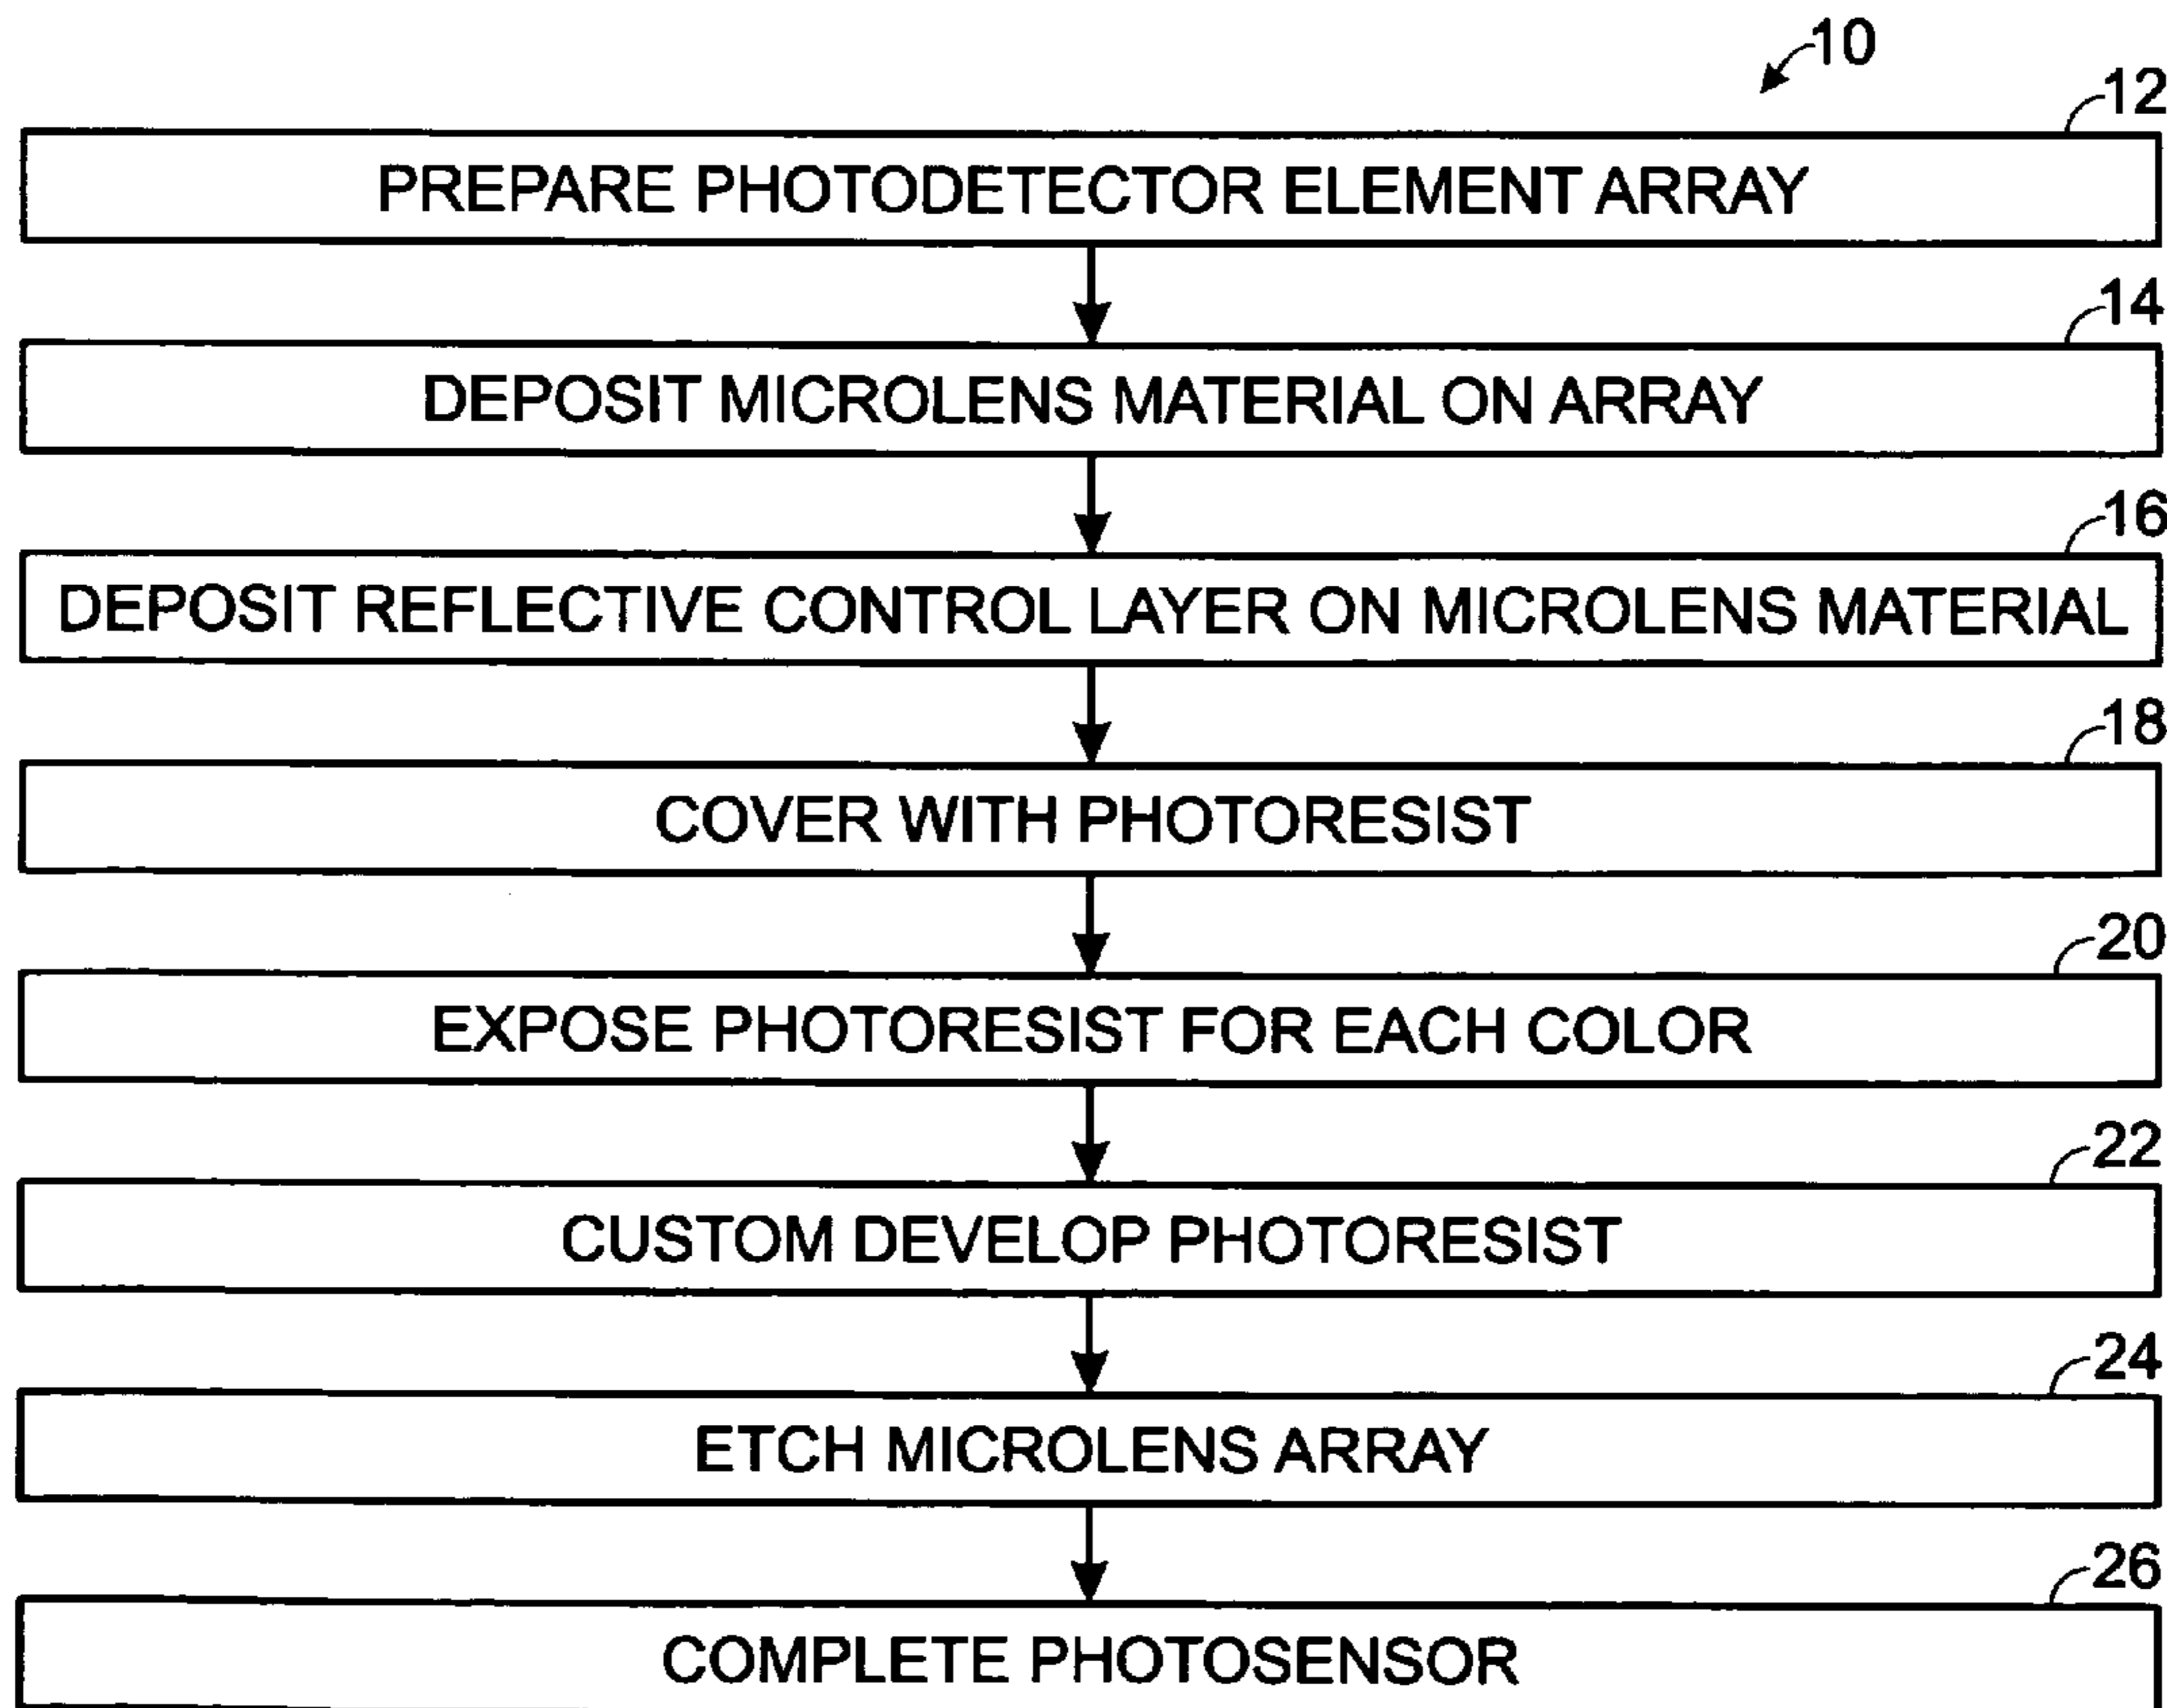 10
12
PREPARE PHOTODETECTOR ELEMENT ARRAY
14
DEPOSIT MICROLENS MATERIAL ON ARRAY
16
DEPOSIT REFLECTIVE CONTROL LAYER ON MICROLENS MATERIAL
18
COVER WITH PHOTORESIST
20
EXPOSE PHOTORESIST FOR EACH COLOR
22
CUSTOM DEVELOP PHOTORESIST
24
ETCH MICROLENS ARRAY
26
COMPLETE PHOTOSENSOR